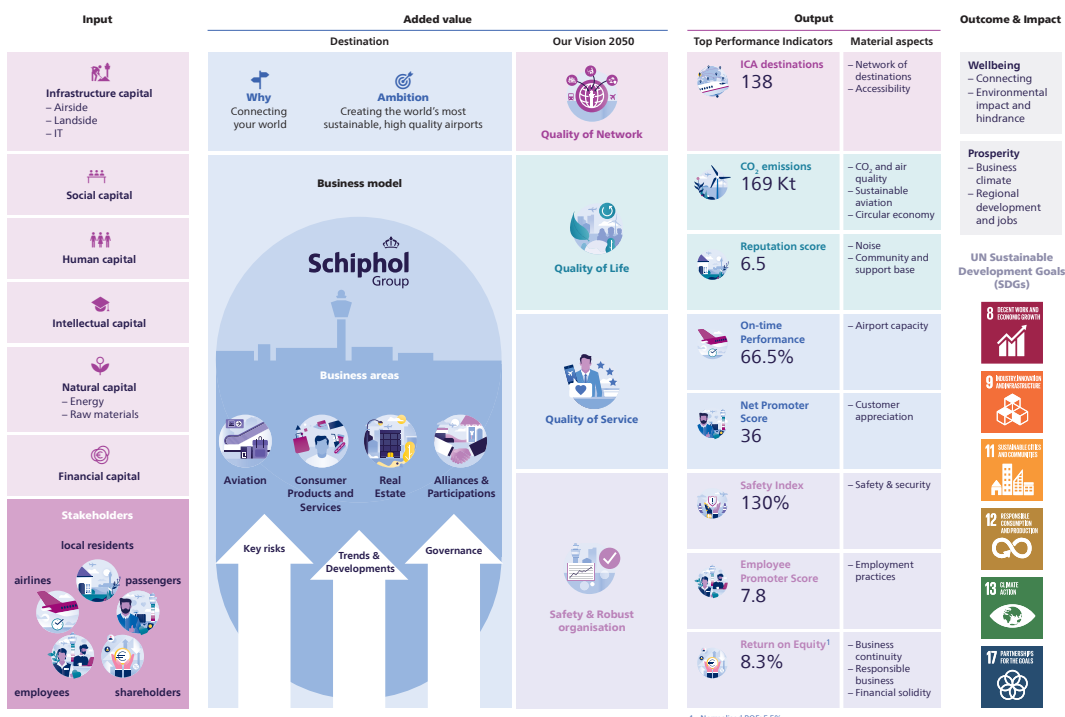 Input
Added value
Output
Outcome & Impact
Destination
Our Vision 2050
Top Performance Indicators
Material aspects
Infrastructure capital
– Airside
– Landside
– IT
Social capital
Human capital
Intellectual capital
Natural capital
– Energy
– Raw materials
Financial capital
Stakeholders
local residents
airlines
passengers
employees
shareholders
Why
Connecting
your world
Ambition
Creating the world's most
sustainable, high quality airports
Business model
Schiphol
Group
Business areas
Aviation
Consumer
Products and
Services
Real
Estate
Alliances &
Participations
Key risks
Trends &
Developments
Governance
Quality of Network
Quality of Life
Quality of Service
Safety & Robust
organisation
ICA destinations
138
– Network of
destinations
– Accessibility
CO₂ emissions
169 Kt
– CO₂ and air
quality
– Sustainable
aviation
– Circular economy
Reputation score
6.5
– Noise
– Community and
support base
On-time
Performance
66.5%
– Airport capacity
Net Promoter
Score
36
– Customer
appreciation
Safety Index
130%
– Safety & security
Employee
Promoter Score
7.8
– Employment
practices
Return on Equity¹
8.3%
– Business
continuity
– Responsible
business
– Financial solidity
Wellbeing
– Connecting
– Environmental
impact and
hindrance
Prosperity
– Business
climate
– Regional
development
and jobs
UN Sustainable
Development Goals
(SDGs)
8 DECENT WORK AND
ECONOMIC GROWTH
9 INDUSTRY, INNOVATION
AND INFRASTRUCTURE
11 SUSTAINABLE CITIES
AND COMMUNITIES
12 RESPONSIBLE
CONSUMPTION
AND PRODUCTION
13 CLIMATE
ACTION
17 PARTNERSHIPS
FOR THE GOALS